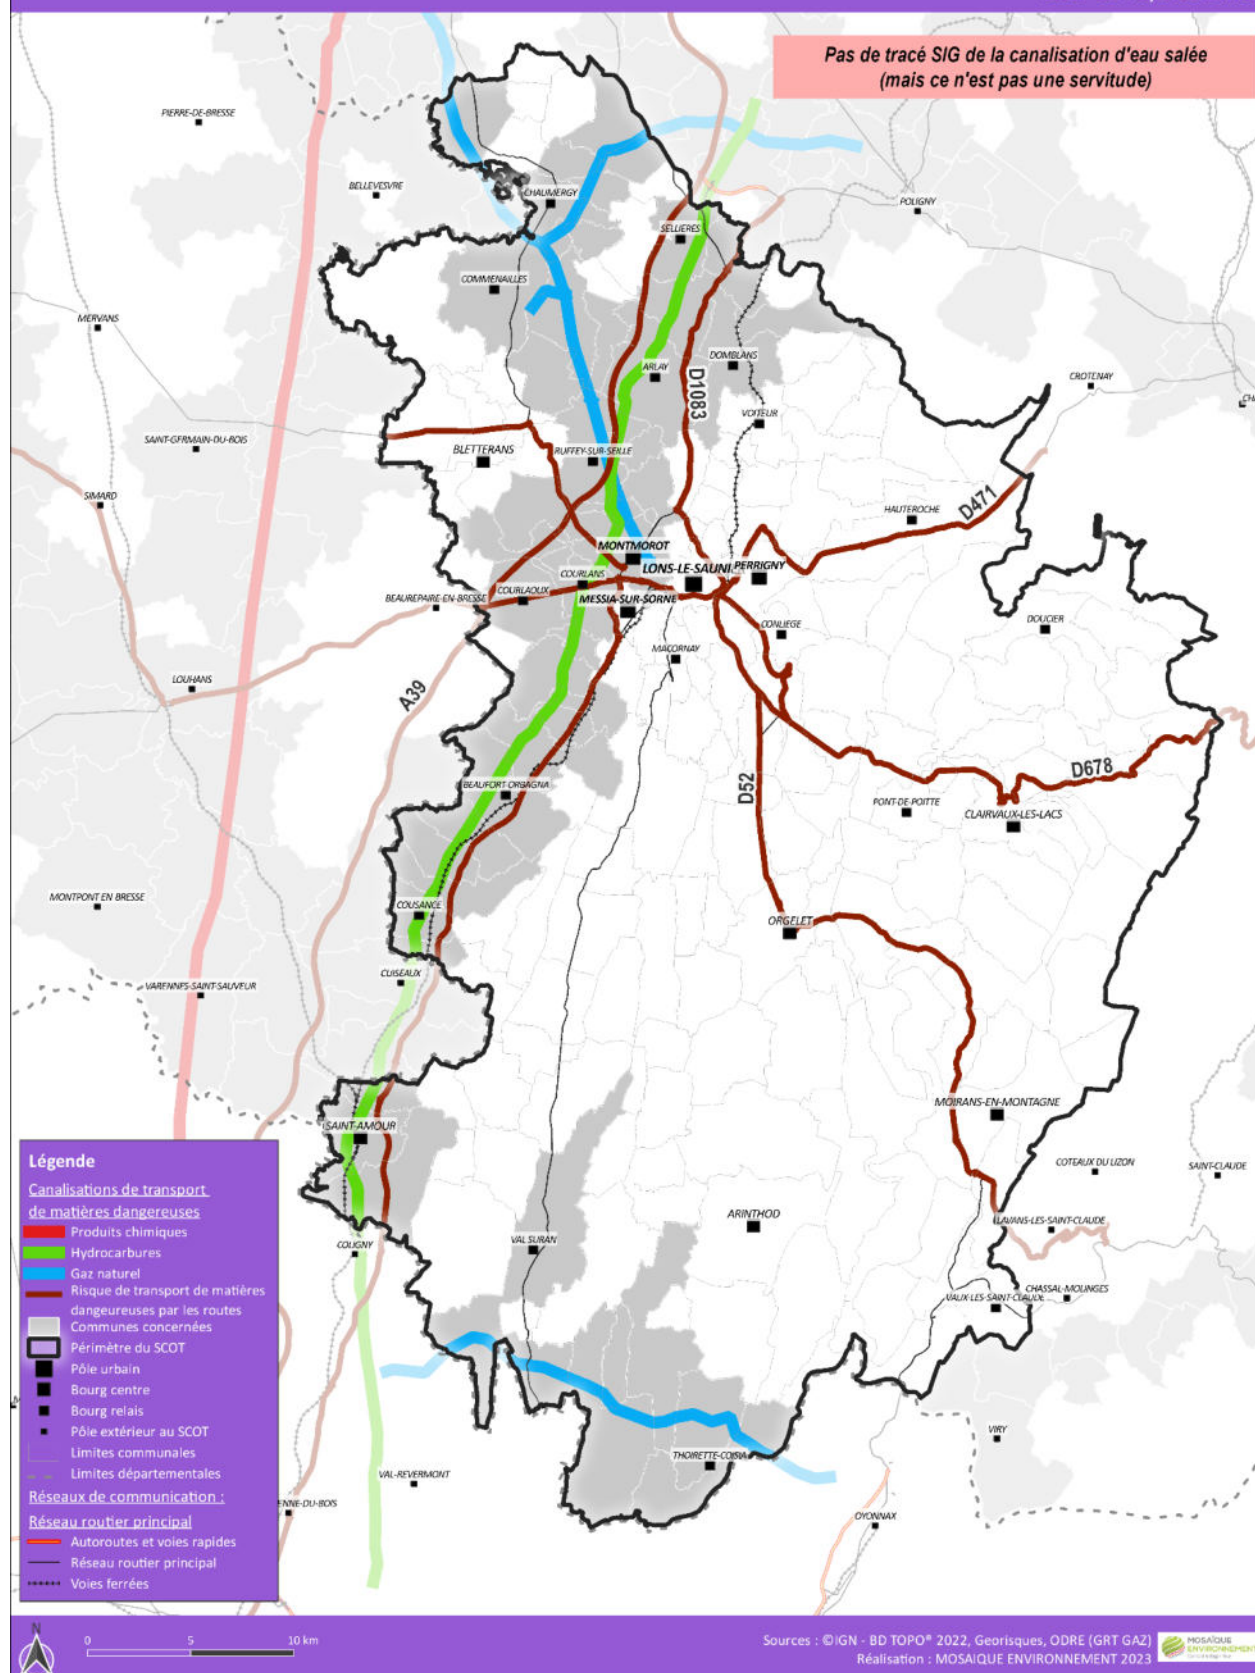 Pas de tracé SIG de la canalisation d'eau salée
(mais ce n'est pas une servitude)
PIERRE-DE-BRESSE
BELLEVESVRE
CHAUMERGY
POLIGNY
SELLIERES
COMMENAILLES
MERVANS
DOMBLANS
ARLAY
D1083
CROTENAY
VOITEUR
SAINT-GERMAIN-DU-BOIS
BLETTERANS
RUFFEY-SUR-SEILLE
SIMARD
HAUTEROCHE
D471
MONTMOROT
LONS-LE-SAUNI
PERRIGNY
COURLANS
COURLAOUX
BEAUREPAIRE-EN-BRESSE
MESSIA-SUR-SORNE
CONLIEGE
DOUCIER
MACORNAY
LOUHANS
A39
D678
D52
BEAUFORT-ORBAGNA
PONT-DE-POITTE
CLAIRVAUX-LES-LACS
MONTPONT EN BRESSE
COUSANCE
ORGELET
CUISEAUX
VARENNES-SAINT-SAUVEUR
MOIRANS-EN-MONTAGNE
SAINT-AMOUR
COTEAUX DU LIZON
SAINT-CLAUDE
ARINTHOD
LAVANS-LES-SAINT-CLAUDE
COLIGNY
VAL SURAN
CHASSAL-MOLINGES
VAUX-LES-SAINT-CLAUDE
VIRY
THOIRETTE-COISIA
VAL-REVERMONT
ENNE-DU-BOIS
OYONNAX
Légende
Canalisations de transport
de matières dangereuses
Produits chimiques
Hydrocarbures
Gaz naturel
Risque de transport de matières
dangeureuses par les routes
Communes concernées
Périmètre du SCOT
Pôle urbain
Bourg centre
Bourg relais
Pôle extérieur au SCOT
Limites communales
Limites départementales
Réseaux de communication :
Réseau routier principal
Autoroutes et voies rapides
Réseau routier principal
Voies ferrées
N
0 5 10 km
Sources : ©IGN - BD TOPO® 2022, Georisques, ODRE (GRT GAZ)
Réalisation : MOSAIQUE ENVIRONNEMENT 2023
MOSAÏQUE
ENVIRONNEMENT